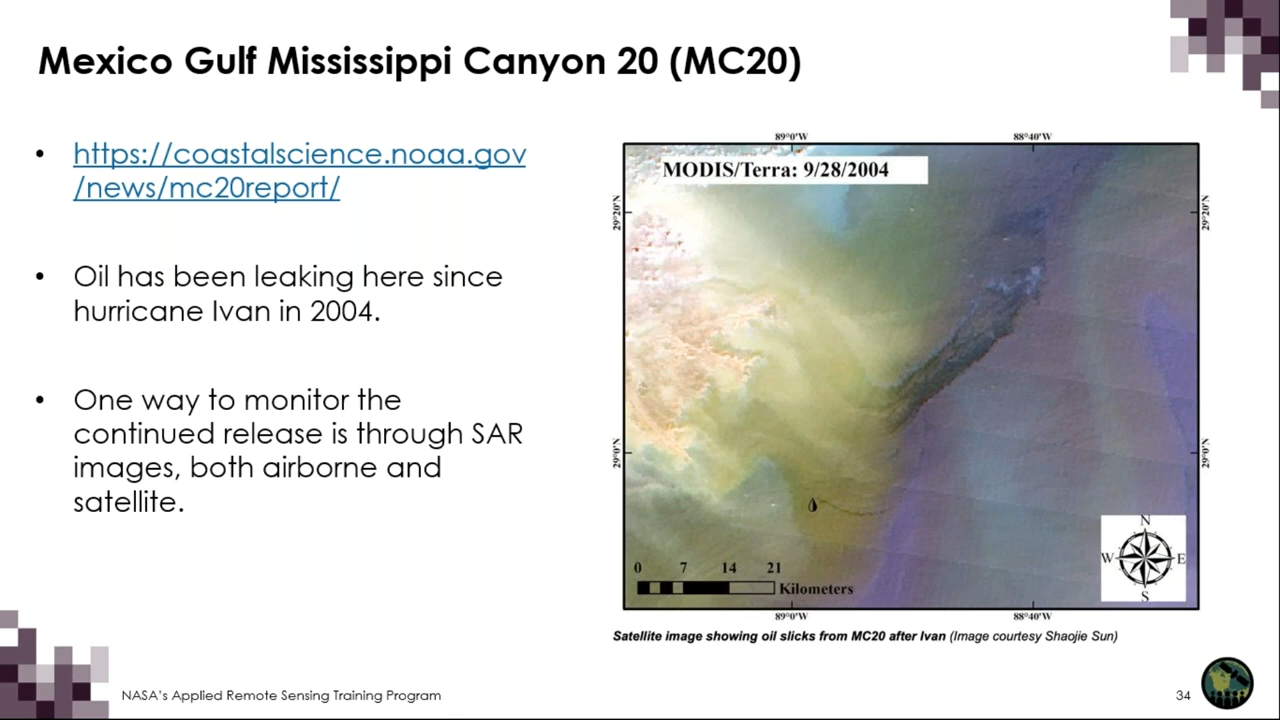 Mexico Gulf Mississippi Canyon 20 (MC20)
• https://coastalscience.noaa.gov
/news/mc20report/
• Oil has been leaking here since
hurricane Ivan in 2004.
• One way to monitor the
continued release is through SAR
images, both airborne and
satellite.
89°0'W 88°40'W
MODIS/Terra: 9/28/2004
29°20'N 29°20'N
29°0'N 29°0'N
N
W E
S
0 7 14 21
Kilometers
89°0'W 88°40'W
Satellite image showing oil slicks from MC20 after Ivan (Image courtesy Shaojie Sun)
NASA's Applied Remote Sensing Training Program
34